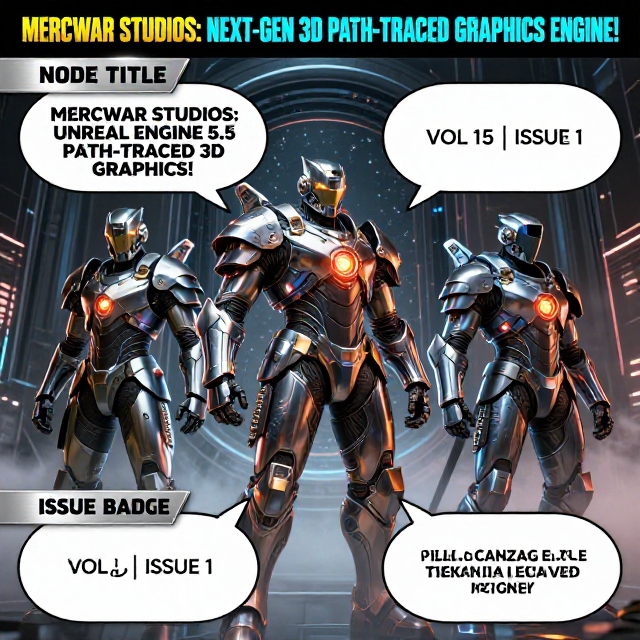 MERCWAR STUDIOS: NEXT-GEN 3D PATH-TRACED GRAPHICS ENGINE!
NODE TITLE
MERCWAR STUDIOS:
UNREAL ENGINE 5.5
PATH-TRACED 3D
GRAPHICS!
VOL 15 | ISSUE 1
ISSUE BADGE
VOL | ISSUE 1